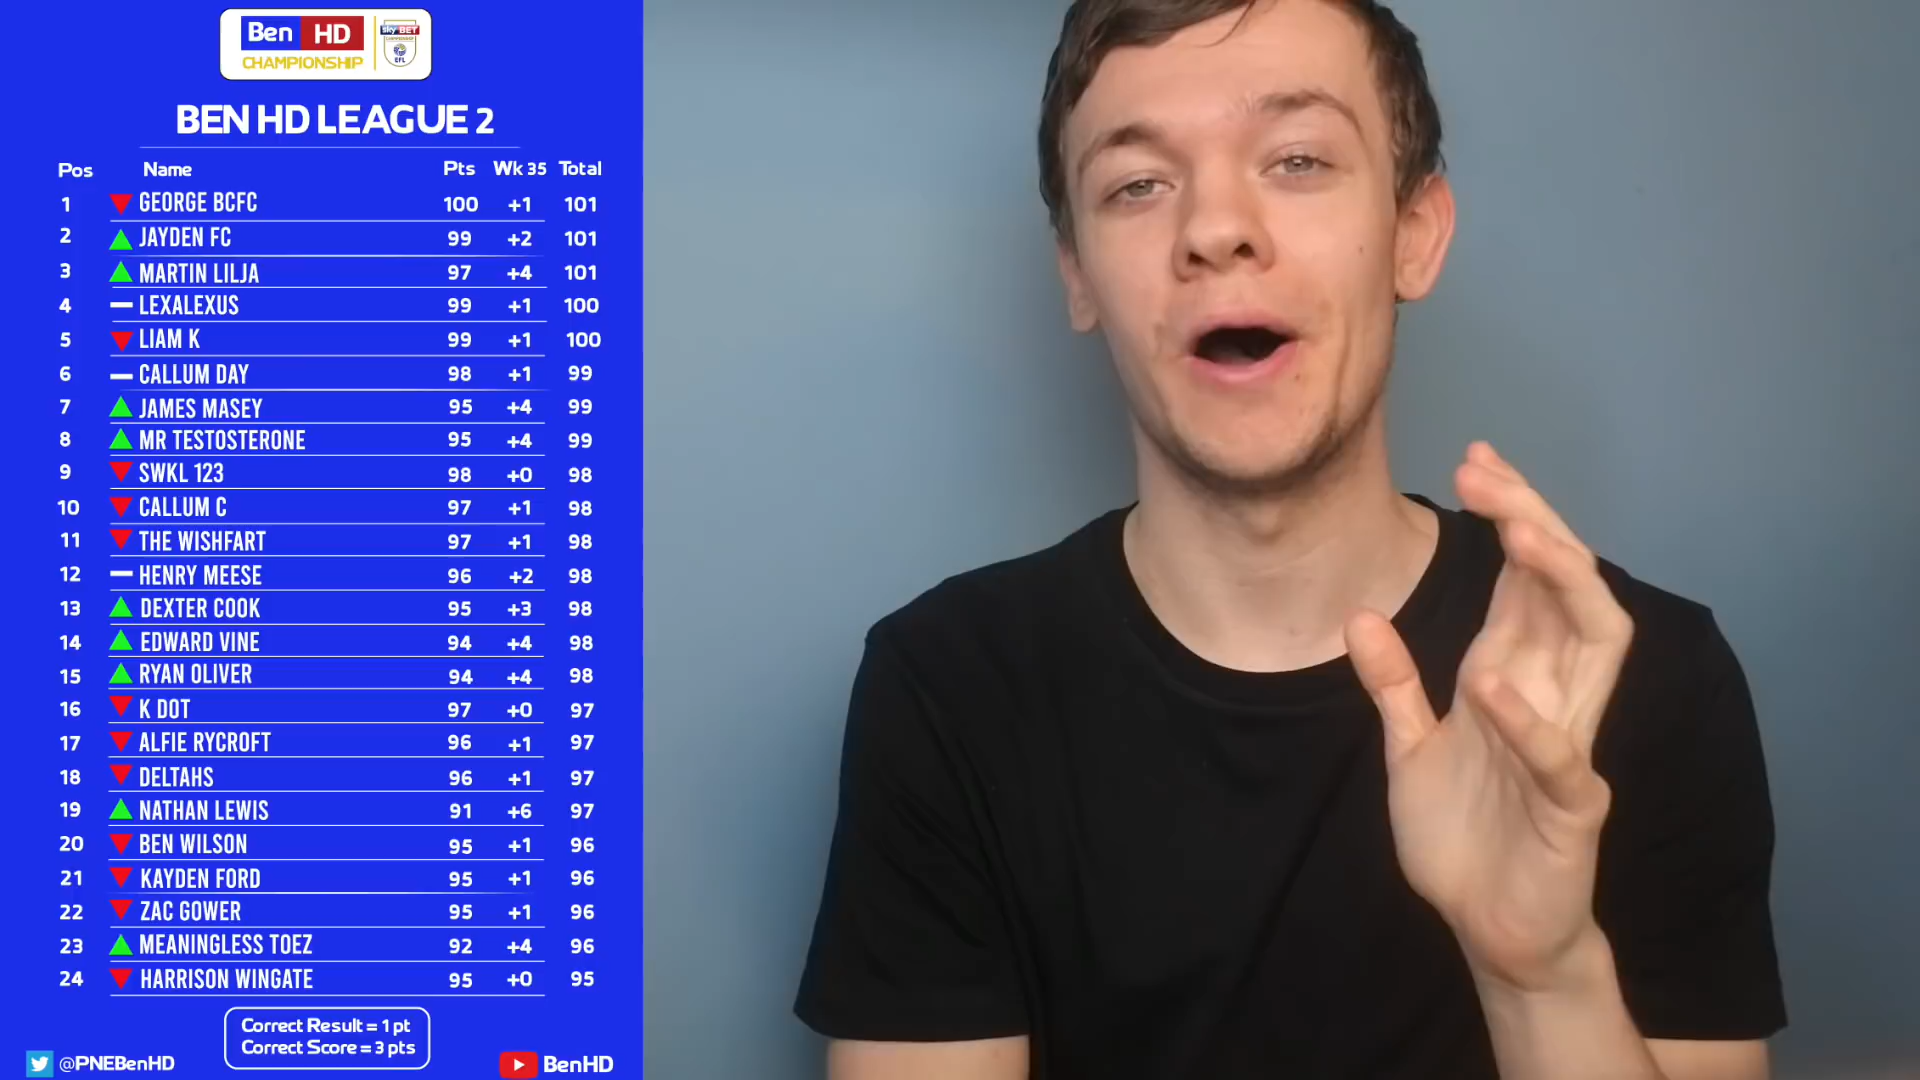 Ben HD
CHAMPIONSHIP
sky BET
EFL
BEN HD LEAGUE 2
Pos Name Pts Wk 35 Total
1 GEORGE BCFC 100 +1 101
2 JAYDEN FC 99 +2 101
3 MARTIN LILJA 97 +4 101
4 LEXALEXUS 99 +1 100
5 LIAM K 99 +1 100
6 CALLUM DAY 98 +1 99
7 JAMES MASEY 95 +4 99
8 MR TESTOSTERONE 95 +4 99
9 SWKL 123 98 +0 98
10 CALLUM C 97 +1 98
11 THE WISHFART 97 +1 98
12 HENRY MEESE 96 +2 98
13 DEXTER COOK 95 +3 98
14 EDWARD VINE 94 +4 98
15 RYAN OLIVER 94 +4 98
16 K DOT 97 +0 97
17 ALFIE RYCROFT 96 +1 97
18 DELTAHS 96 +1 97
19 NATHAN LEWIS 91 +6 97
20 BEN WILSON 95 +1 96
21 KAYDEN FORD 95 +1 96
22 ZAC GOWER 95 +1 96
23 MEANINGLESS TOEZ 92 +4 96
24 HARRISON WINGATE 95 +0 95
Correct Result = 1 pt
Correct Score = 3 pts
@PNEBenHD
BenHD